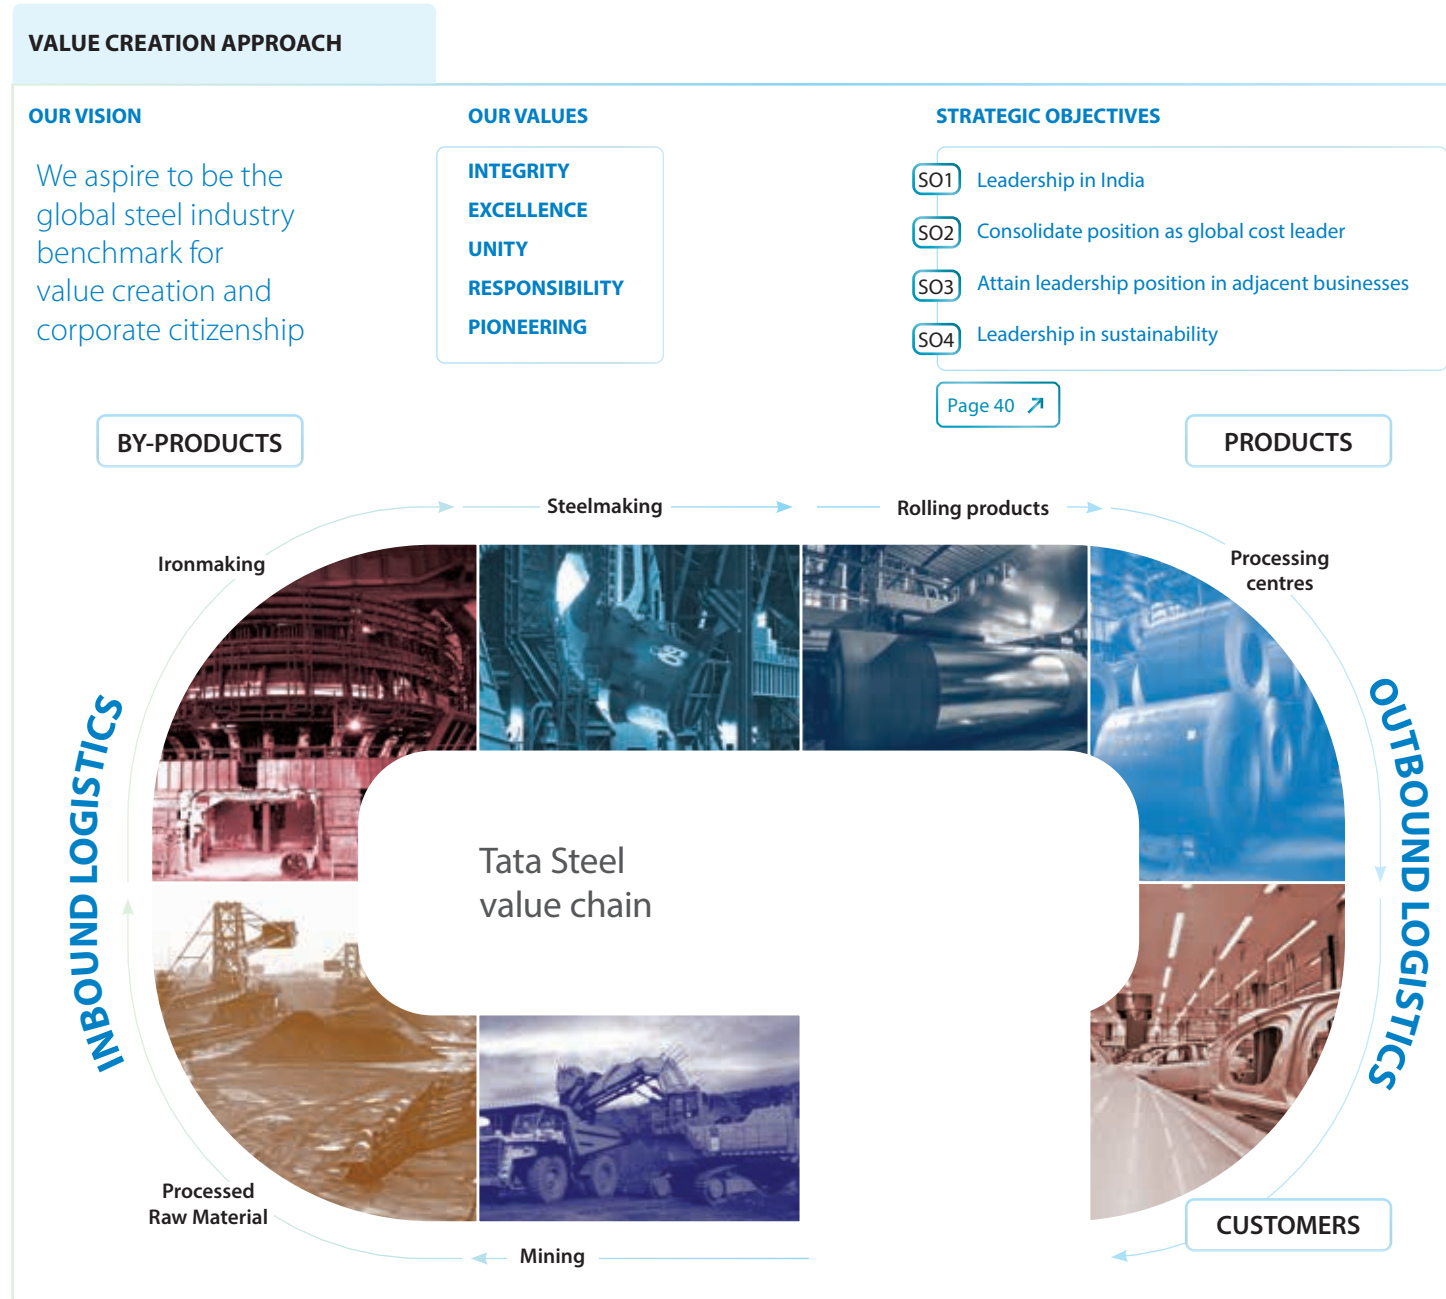 VALUE CREATION APPROACH
OUR VISION
We aspire to be the
global steel industry
benchmark for
value creation and
corporate citizenship
OUR VALUES
INTEGRITY
EXCELLENCE
UNITY
RESPONSIBILITY
PIONEERING
STRATEGIC OBJECTIVES
SO1 Leadership in India
SO2 Consolidate position as global cost leader
SO3 Attain leadership position in adjacent businesses
SO4 Leadership in sustainability
Page 40
BY-PRODUCTS
PRODUCTS
Steelmaking
Rolling products
Ironmaking
Processing
centres
INBOUND LOGISTICS
OUTBOUND LOGISTICS
Tata Steel
value chain
Processed
Raw Material
Mining
CUSTOMERS